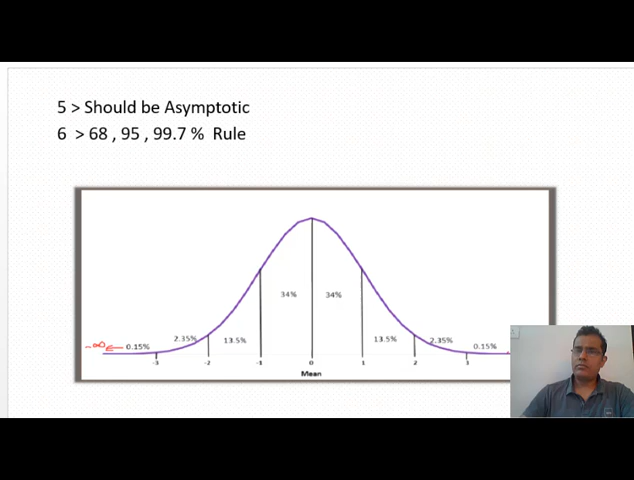 5 > Should be Asymptotic
6 > 68 , 95 , 99.7 % Rule
34% 34%
2.35% 13.5% 13.5% 2.35%
-∞ ← 0.15% 0.15%
-3 -2 -1 0 1 2 3
Mean